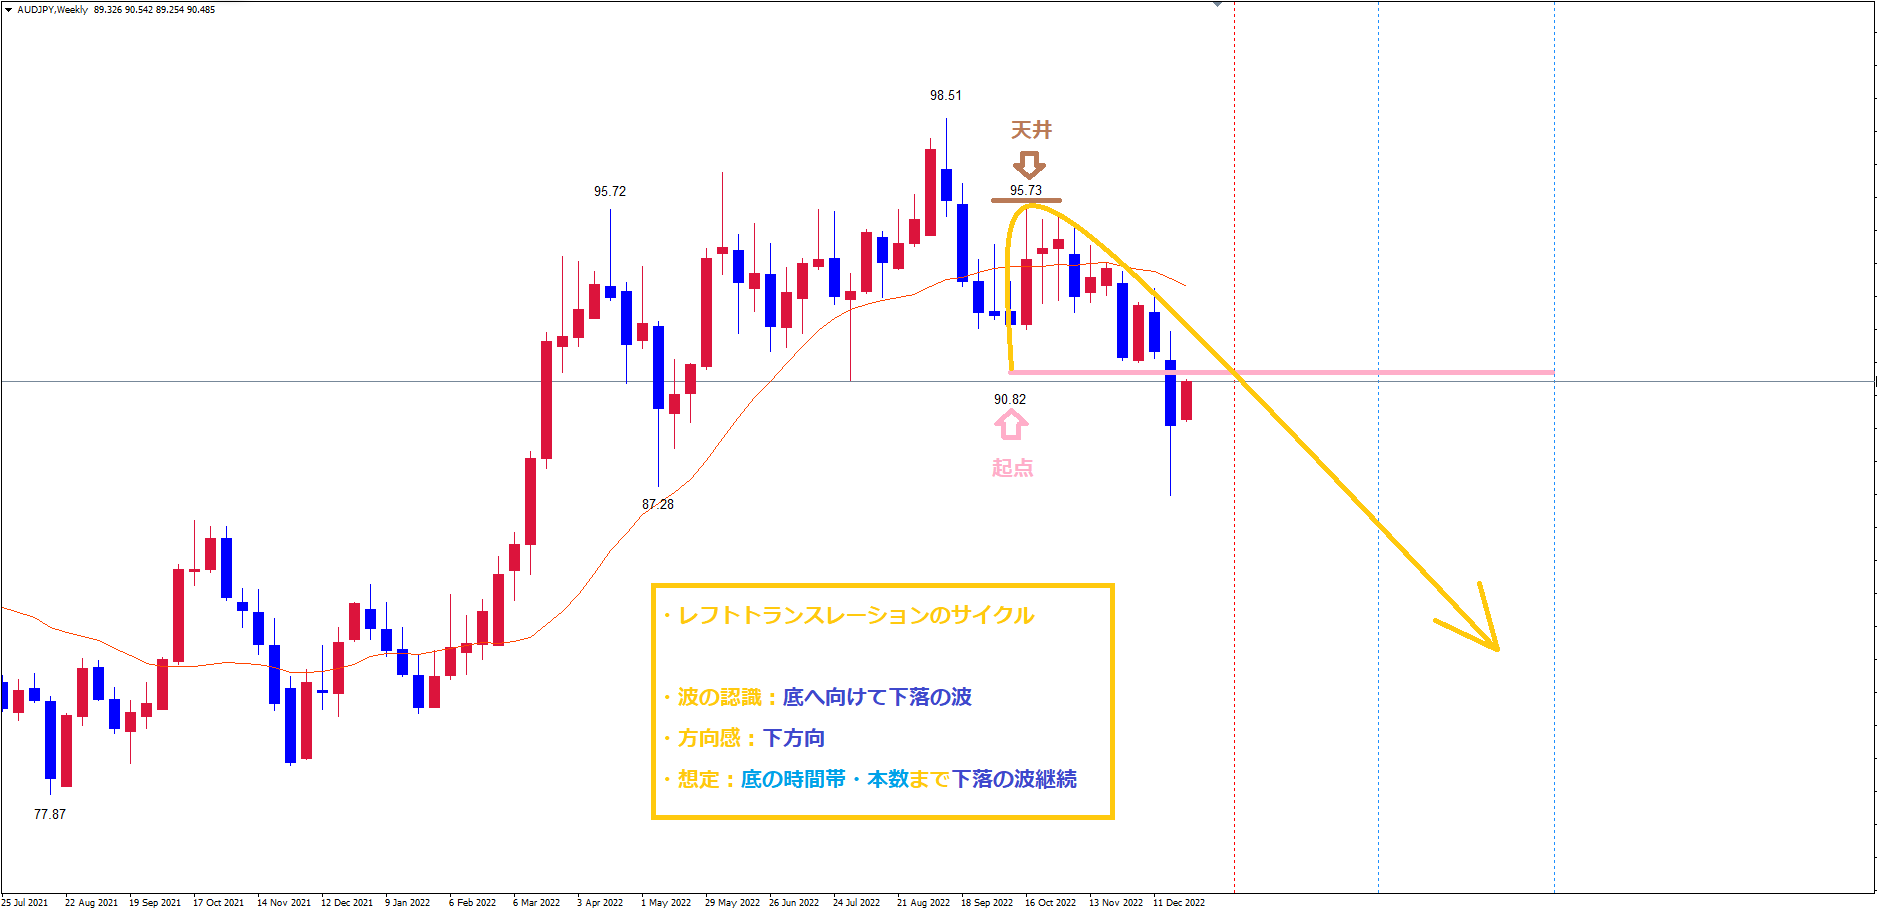 AUDJPY,Weekly 89.326 90.542 89.254 90.485
98.51
天井
95.72
95.73
90.82
起点
87.28
・レフトトランスレーションのサイクル
・波の認識：底へ向けて下落の波
・方向感：下方向
・想定：底の時間帯・本数まで下落の波継続
77.87
25 Jul 2021 22 Aug 2021 19 Sep 2021 17 Oct 2021 14 Nov 2021 12 Dec 2021 9 Jan 2022 6 Feb 2022 6 Mar 2022 3 Apr 2022 1 May 2022 29 May 2022 26 Jun 2022 24 Jul 2022 21 Aug 2022 18 Sep 2022 16 Oct 2022 13 Nov 2022 11 Dec 2022